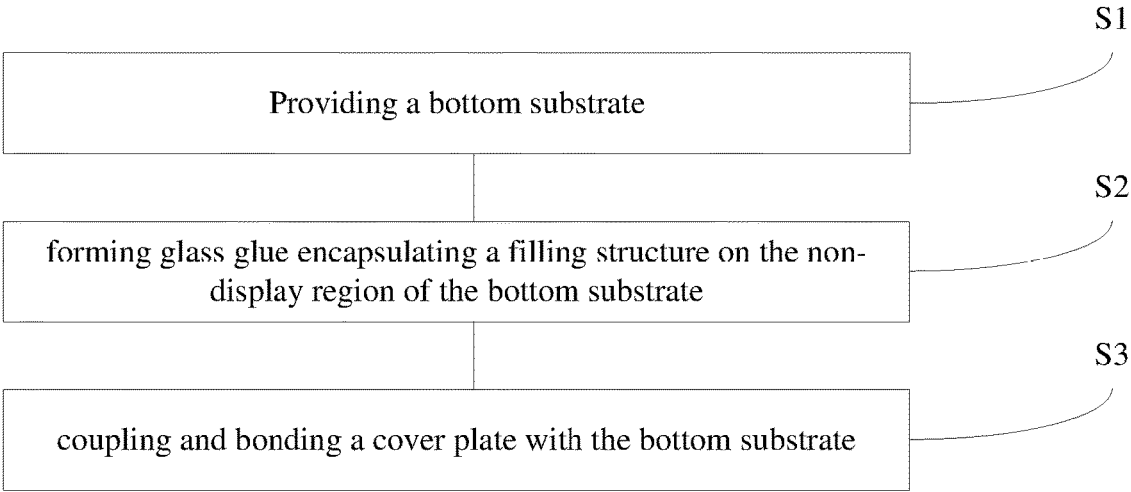 S1
Providing a bottom substrate
S2
forming glass glue encapsulating a filling structure on the non-
display region of the bottom substrate
S3
coupling and bonding a cover plate with the bottom substrate